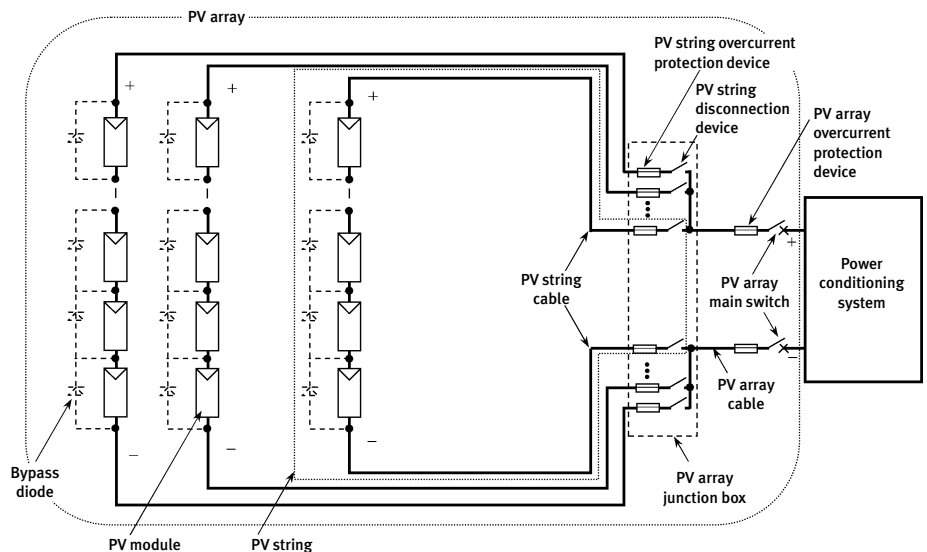 PV array
PV string overcurrent
protection device
PV string
disconnection
device
PV array
overcurrent
protection
device
+
+
+
PV string
cable
+
PV array
main switch
Power
conditioning
system
−
PV array
cable
−
−
−
Bypass
diode
PV array
junction box
PV module
PV string